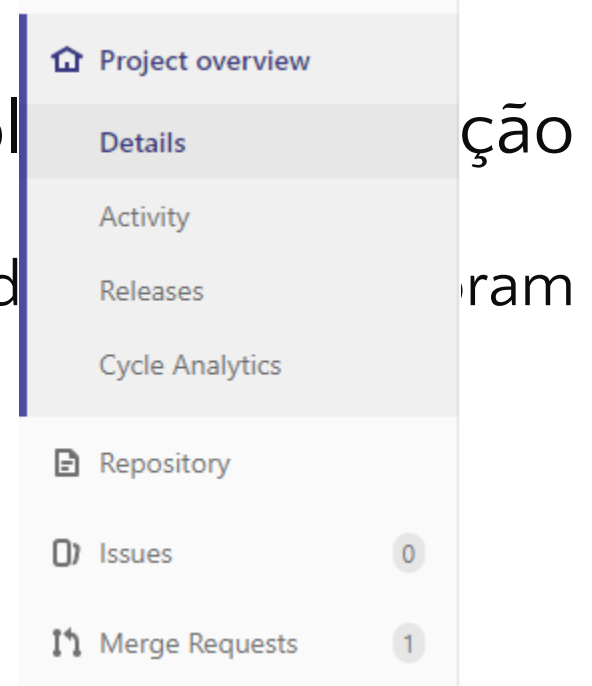 Project overview
Details
ção
Activity
Releases
ram
Cycle Analytics
Repository
Issues 0
Merge Requests 1